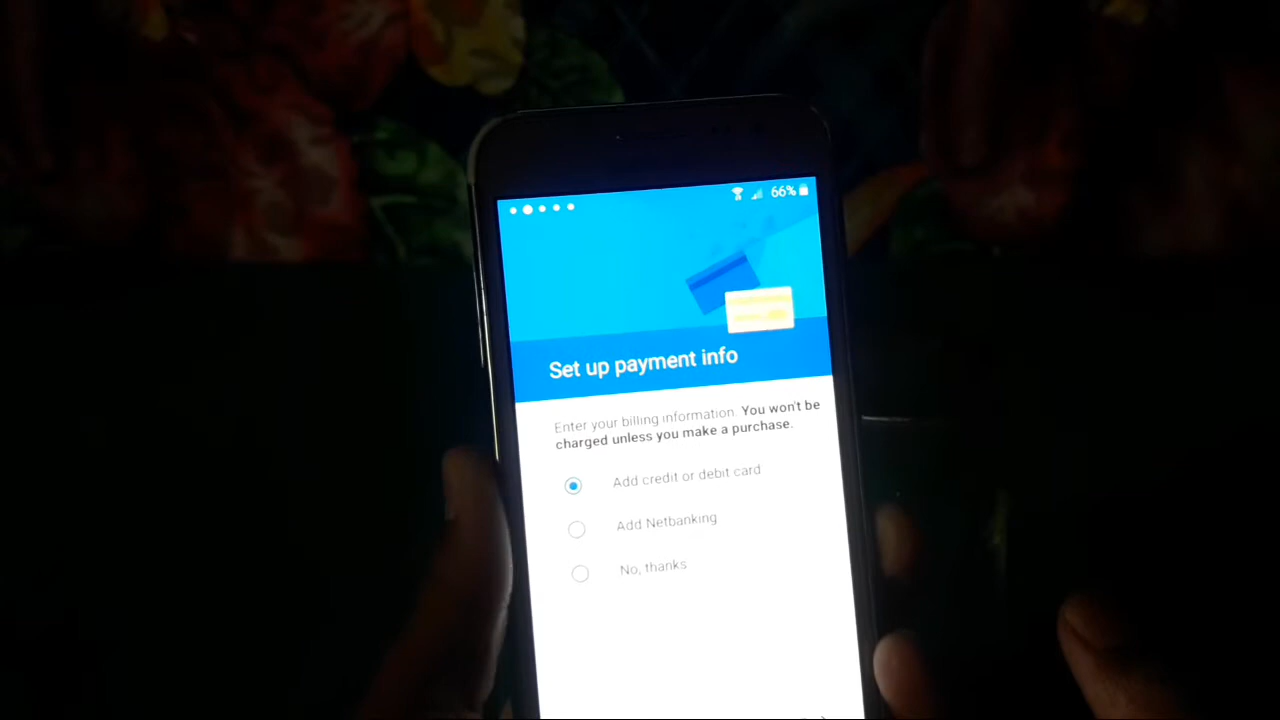 66%
Set up payment info
Enter your billing information. You won't be
charged unless you make a purchase.
Add credit or debit card
Add Netbanking
No, thanks